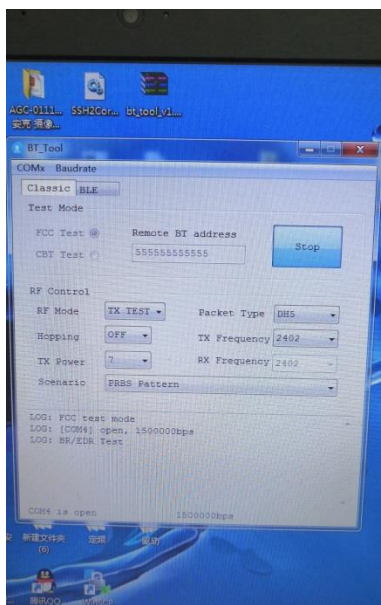 AGC-0111... SSH2Cor... bt_tool_v1....
BT_Tool
COMx Baudrate
Classic BLE
Test Mode
FCC Test Remote BT address
CBT Test 555555555555 Stop
RF Control
RF Mode TX TEST Packet Type DH5
Hopping OFF TX Frequency 2402
TX Power 7 RX Frequency 2402
Scenario PRBS Pattern
LOG: FCC test mode
LOG: [COM4] open, 1500000bps
LOG: BR/EDR Test
COM4 is open 1500000bps
新建文件夹
(6)
腾讯QQ